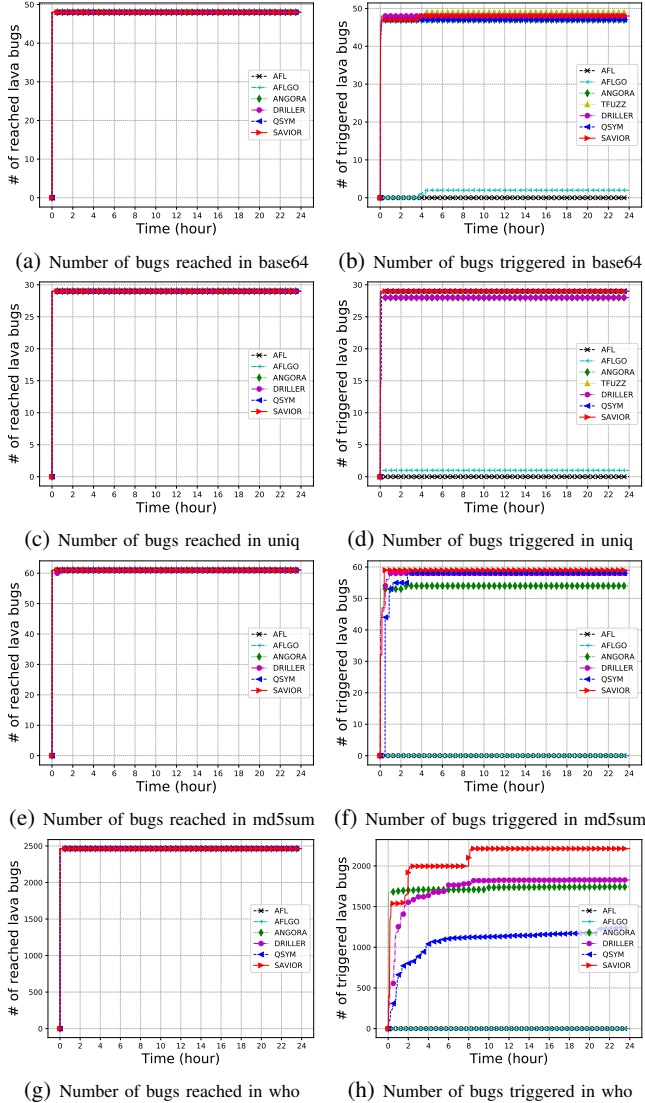 # of reached lava bugs
50
40
30
20
10
0
AFL
AFLGO
ANGORA
DRILLER
QSYM
SAVIOR
0 2 4 6 8 10 12 14 16 18 20 22 24
Time (hour)
(a) Number of bugs reached in base64
# of triggered lava bugs
50
40
30
20
10
0
AFL
AFLGO
ANGORA
TFUZZ
DRILLER
QSYM
SAVIOR
0 2 4 6 8 10 12 14 16 18 20 22 24
Time (hour)
(b) Number of bugs triggered in base64
# of reached lava bugs
30
25
20
15
10
5
0
AFL
AFLGO
ANGORA
DRILLER
QSYM
SAVIOR
0 2 4 6 8 10 12 14 16 18 20 22 24
Time (hour)
(c) Number of bugs reached in uniq
# of triggered lava bugs
30
25
20
15
10
5
0
AFL
AFLGO
ANGORA
TFUZZ
DRILLER
QSYM
SAVIOR
0 2 4 6 8 10 12 14 16 18 20 22 24
Time (hour)
(d) Number of bugs triggered in uniq
# of reached lava bugs
60
50
40
30
20
10
0
AFL
AFLGO
ANGORA
DRILLER
QSYM
SAVIOR
0 2 4 6 8 10 12 14 16 18 20 22 24
Time (hour)
(e) Number of bugs reached in md5sum
# of triggered lava bugs
60
50
40
30
20
10
0
AFL
AFLGO
ANGORA
DRILLER
QSYM
SAVIOR
0 2 4 6 8 10 12 14 16 18 20 22 24
Time (hour)
(f) Number of bugs triggered in md5sum
# of reached lava bugs
2500
2000
1500
1000
500
0
AFL
AFLGO
ANGORA
DRILLER
QSYM
SAVIOR
0 2 4 6 8 10 12 14 16 18 20 22 24
Time (hour)
(g) Number of bugs reached in who
# of triggered lava bugs
2000
1500
1000
500
0
AFL
AFLGO
ANGORA
DRILLER
QSYM
SAVIOR
0 2 4 6 8 10 12 14 16 18 20 22 24
Time (hour)
(h) Number of bugs triggered in who